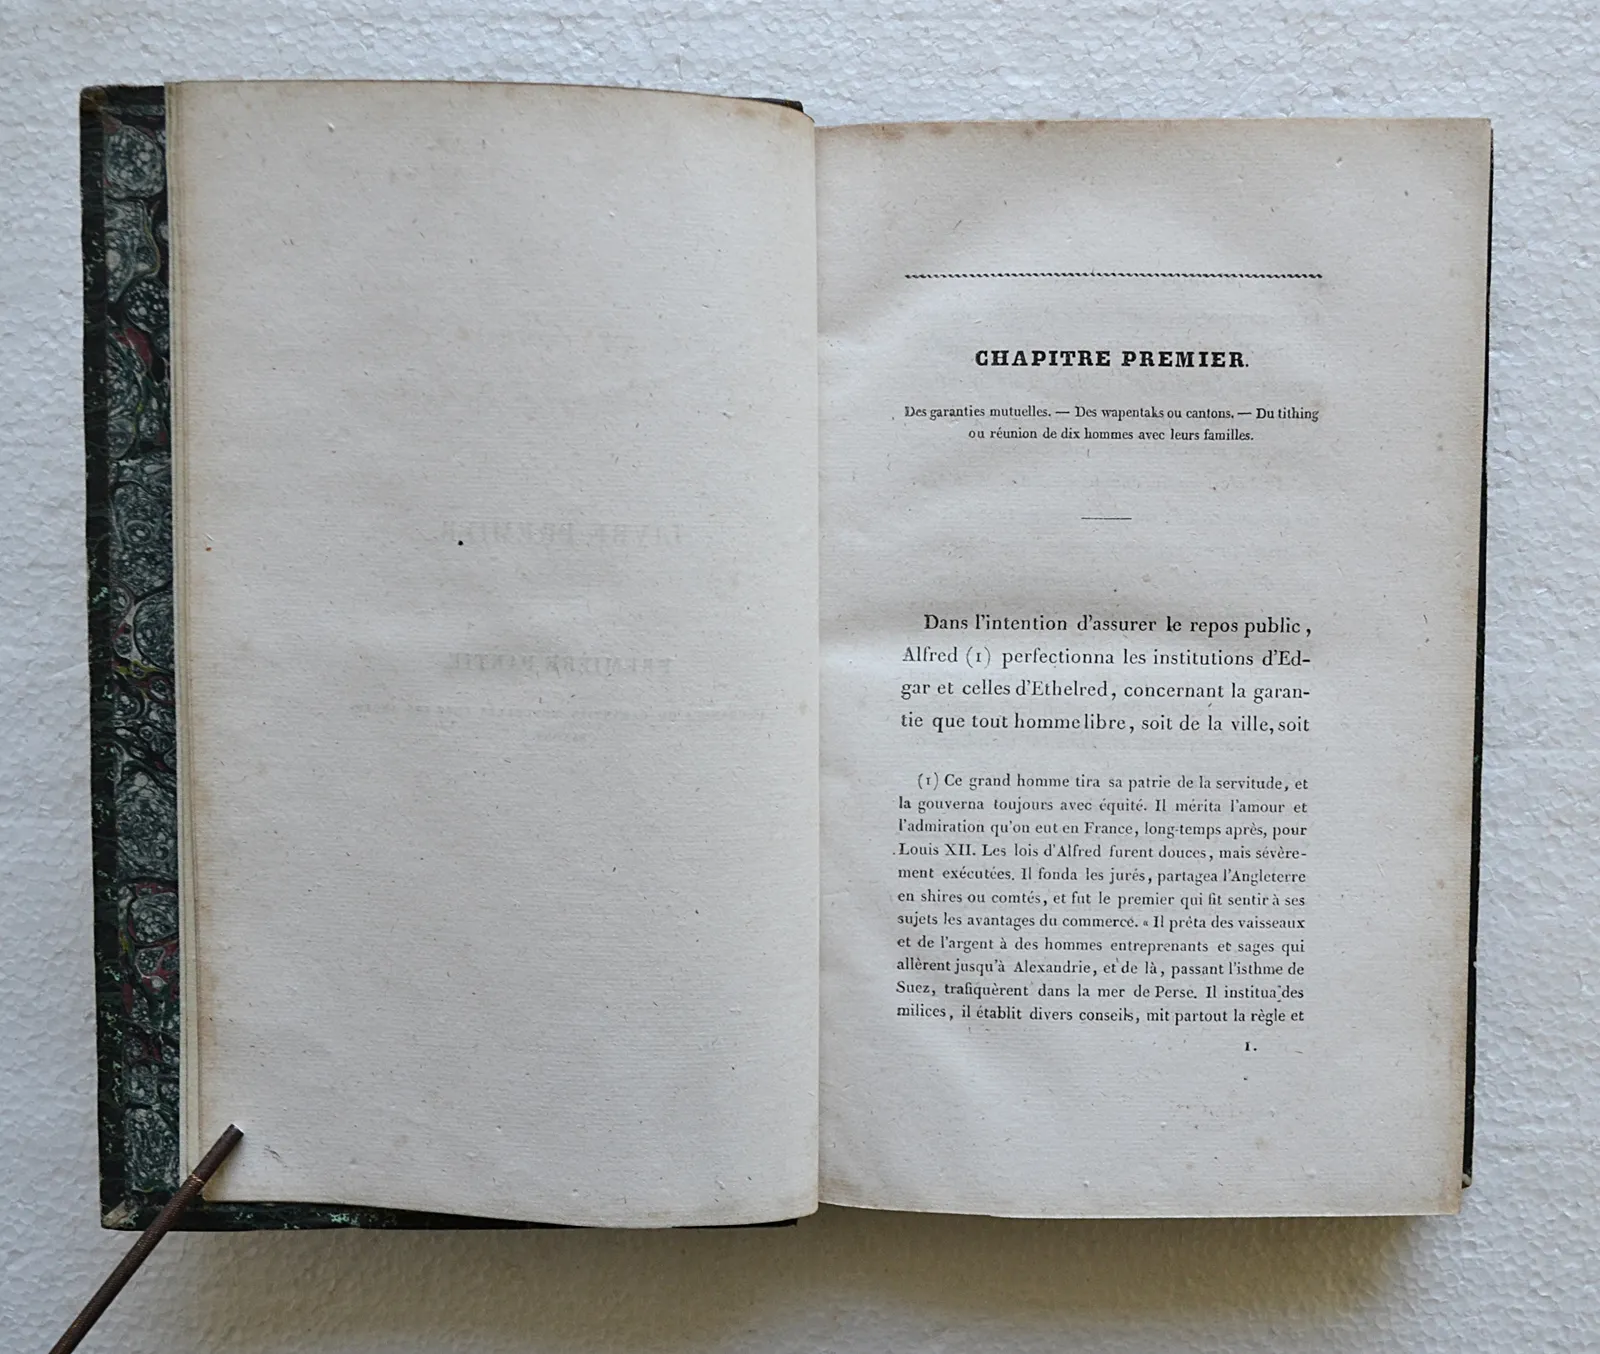 LIVRE PREMIER.
PREMIÈRE PARTIE.
CHAPITRE PREMIER.
Des garanties mutuelles. — Des wapentaks ou cantons. — Du tithing
ou réunion de dix hommes avec leurs familles.
Dans l'intention d'assurer le repos public,
Alfred (1) perfectionna les institutions d'Ed-
gar et celles d'Ethelred, concernant la garan-
tie que tout homme libre, soit de la ville, soit
(1) Ce grand homme tira sa patrie de la servitude, et
la gouverna toujours avec équité. Il mérita l'amour et
l'admiration qu'on eut en France, long-temps après, pour
Louis XII. Les lois d'Alfred furent douces, mais sévère-
ment exécutées. Il fonda les jurés, partagea l'Angleterre
en shires ou comtés, et fut le premier qui fit sentir à ses
sujets les avantages du commerce. « Il prêta des vaisseaux
et de l'argent à des hommes entreprenants et sages qui
allèrent jusqu'à Alexandrie, et de là, passant l'isthme de
Suez, trafiquèrent dans la mer de Perse. Il institua des
milices, il établit divers conseils, mit partout la règle et
1.